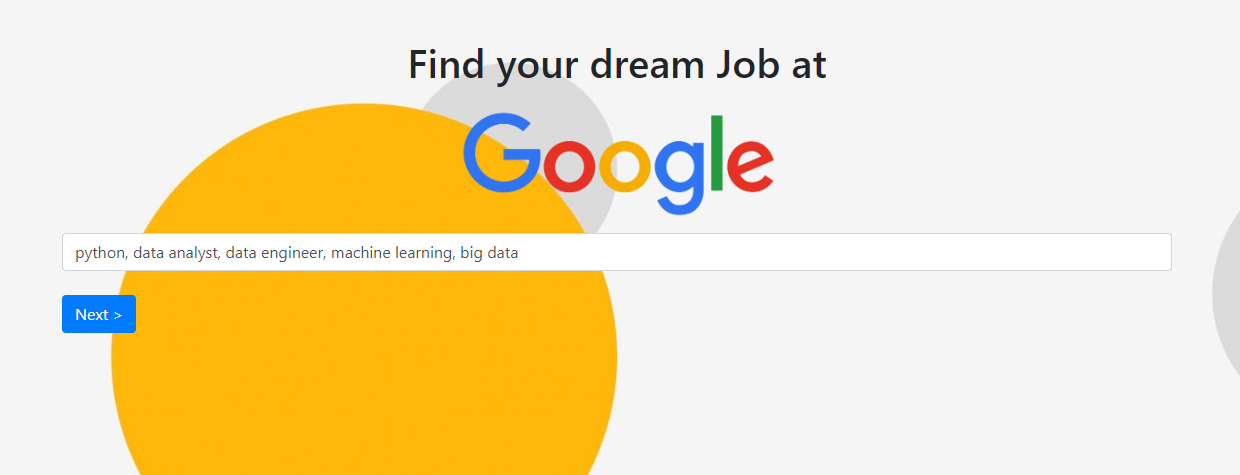 Find your dream Job at
Google
python, data analyst, data engineer, machine learning, big data
Next >